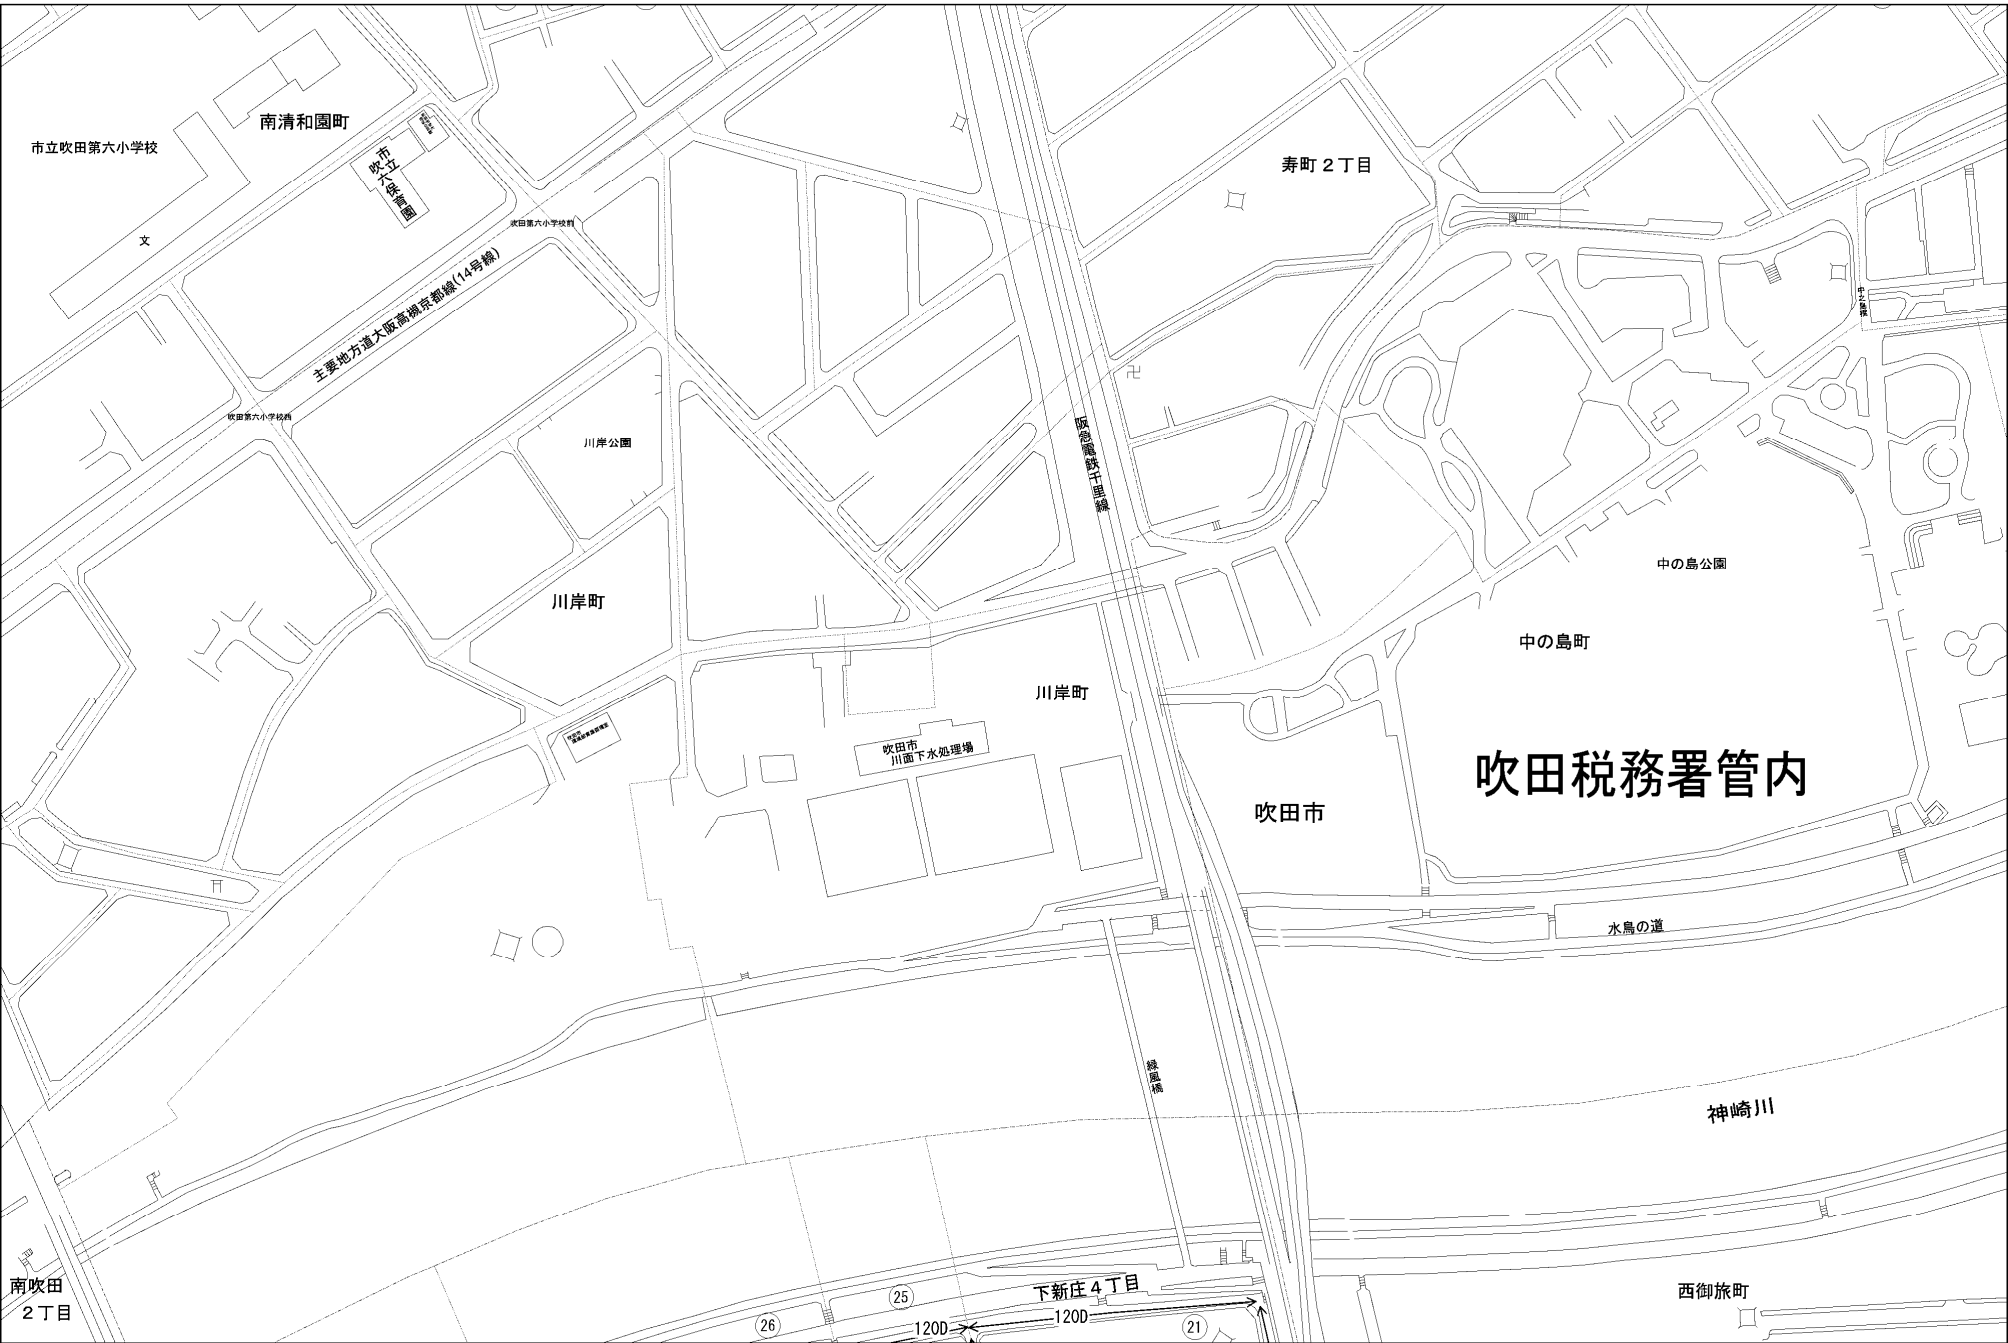 南清和園町
市立吹田第六小学校
吹田市立六保育園
文
吹田第六小学校前
主要地方道大阪高槻京都線(14号線)
吹田第六小学校西
寿町2丁目
川岸公園
阪急電鉄千里線
川岸町
中の島公園
中の島町
川岸町
吹田市
川面下水処理場
吹田税務署管内
吹田市
水鳥の道
緑風橋
神崎川
南吹田
2丁目
下新庄4丁目
西御旅町
25
26
21
120D
120D